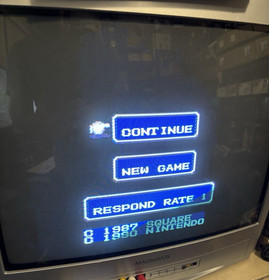 CONTINUE
NEW GAME
RESPOND RATE 1
C 1987 SQUARE
C 1990 NINTENDO